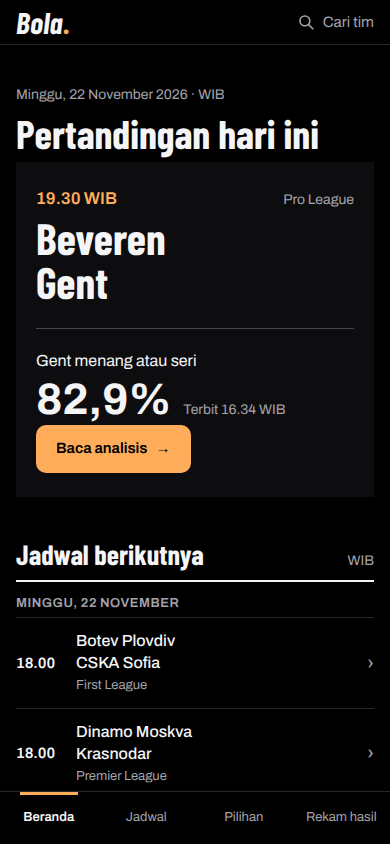 Bola.
Cari tim
Minggu, 22 November 2026 · WIB
Pertandingan hari ini
19.30 WIB
Pro League
Beveren
Gent
Gent menang atau seri
82,9% Terbit 16.34 WIB
Baca analisis →
Jadwal berikutnya
WIB
MINGGU, 22 NOVEMBER
Botev Plovdiv
18.00 CSKA Sofia ›
First League
Dinamo Moskva
18.00 Krasnodar ›
Premier League
Beranda
Jadwal
Pilihan
Rekam hasil